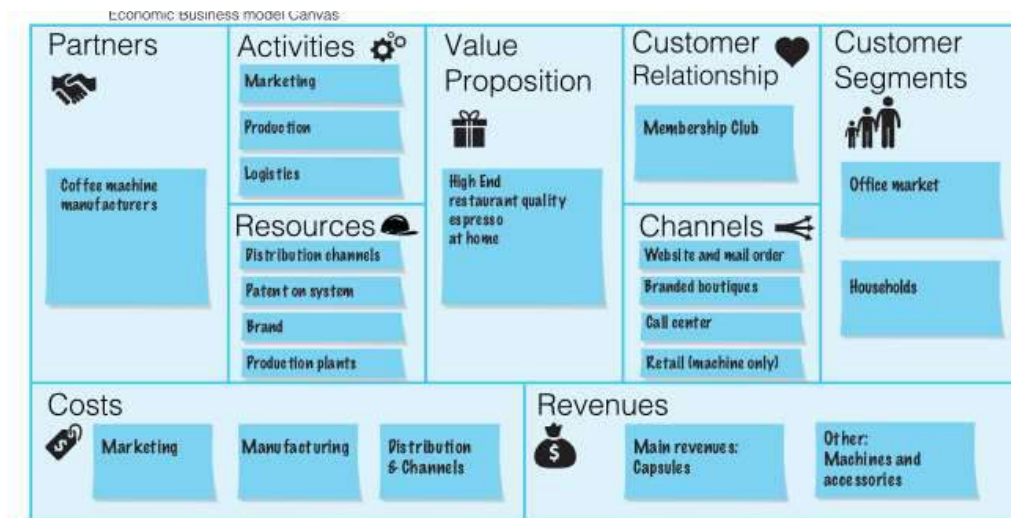 Economic Business model Canvas
Partners
Coffee machine
manufacturers
Activities
Marketing
Production
Logistics
Resources
Distribution channels
Patent on system
Brand
Production plants
Value
Proposition
High End
restaurant quality
espresso
at home
Customer
Relationship
Membership Club
Channels
Website and mail order
Branded boutiques
Call center
Retail (machine only)
Customer
Segments
Office market
Households
Costs
$
Marketing
Manufacturing
Distribution
& Channels
Revenues
$
Main revenues:
Capsules
Other:
Machines and
accessories